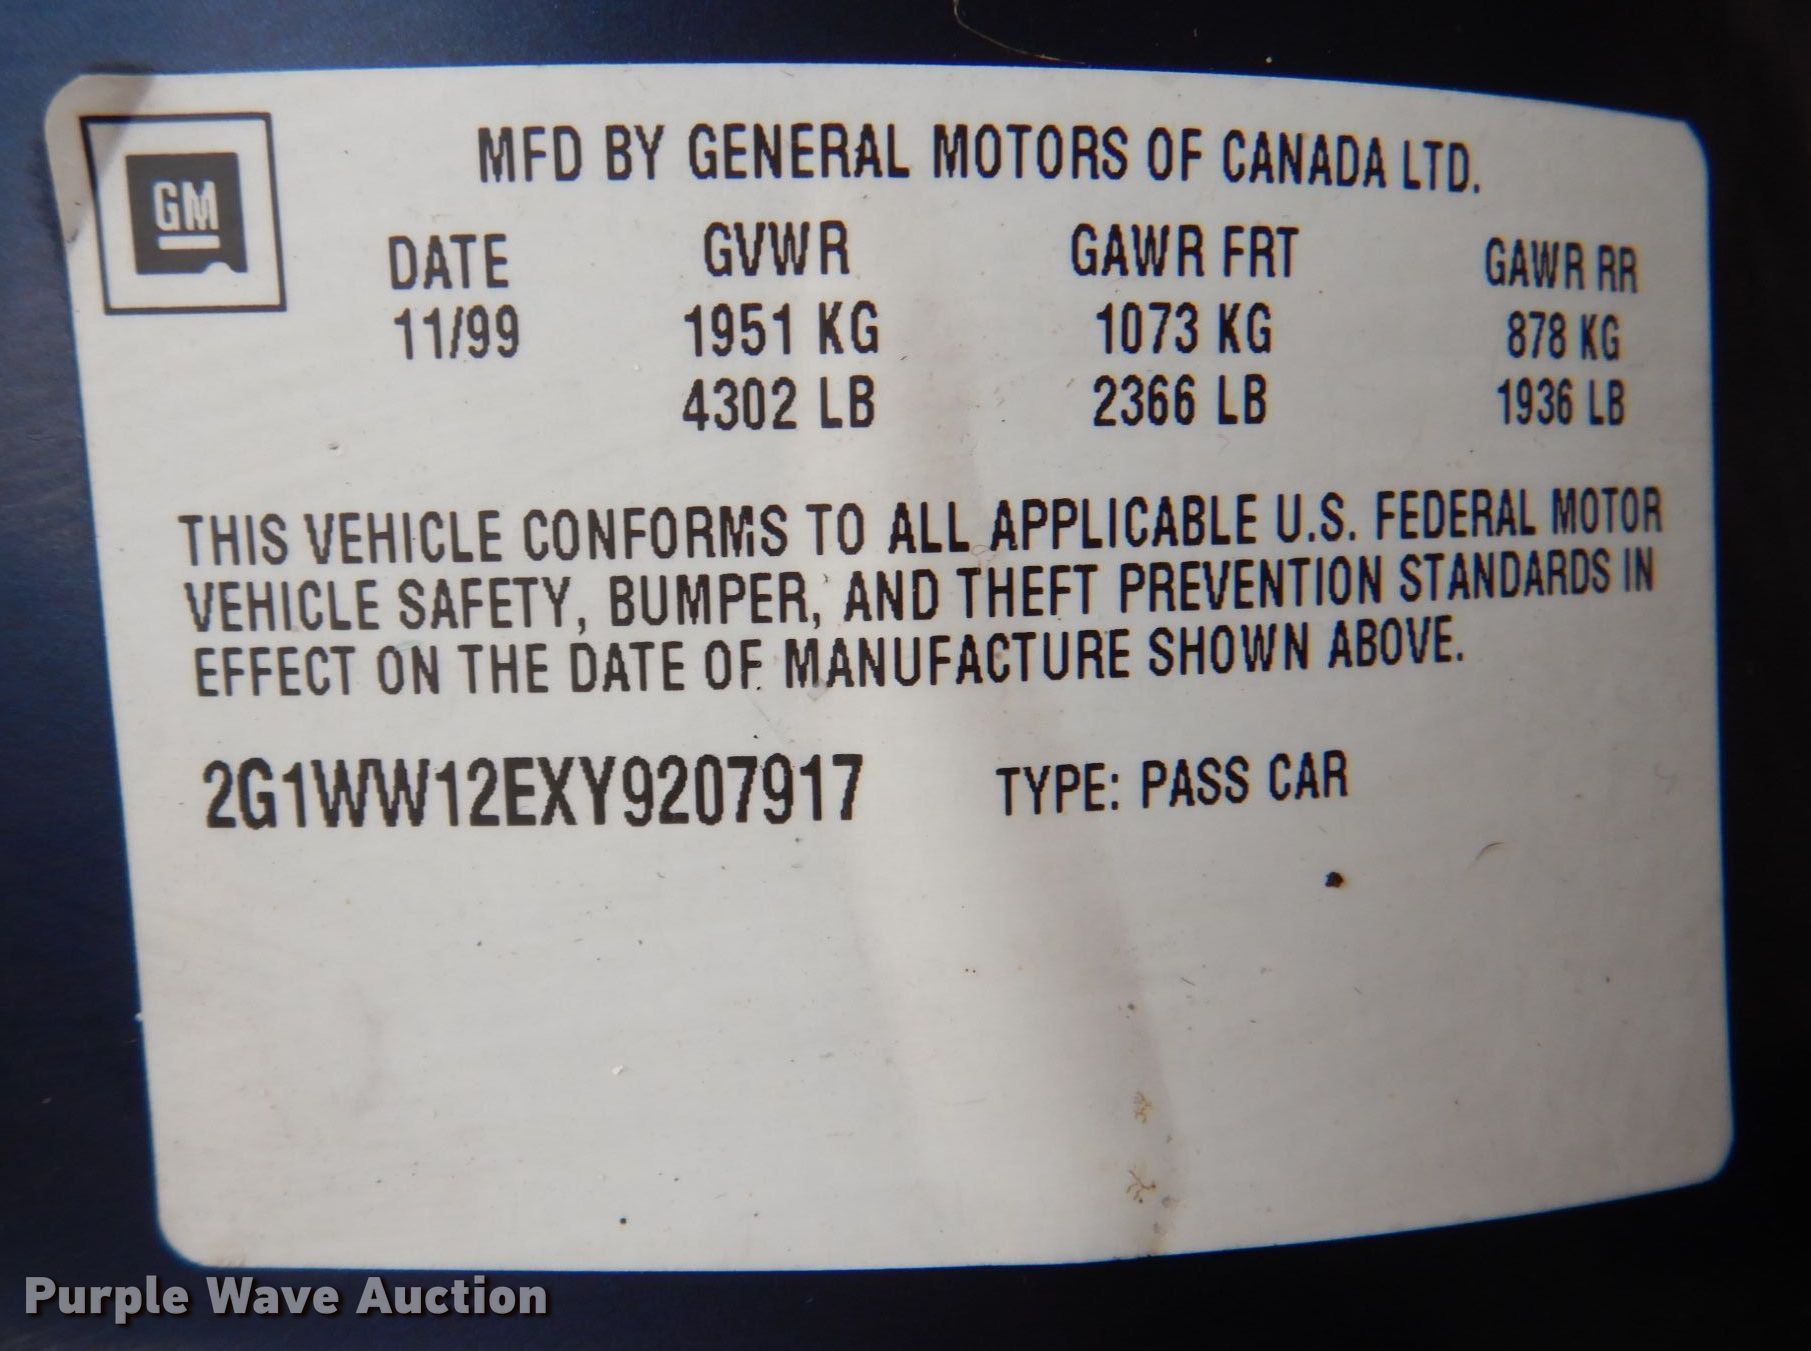 GM
MFD BY GENERAL MOTORS OF CANADA LTD.
DATE GVWR GAWR FRT GAWR RR
11/99 1951 KG 1073 KG 878 KG
4302 LB 2366 LB 1936 LB
THIS VEHICLE CONFORMS TO ALL APPLICABLE U.S. FEDERAL MOTOR
VEHICLE SAFETY, BUMPER, AND THEFT PREVENTION STANDARDS IN
EFFECT ON THE DATE OF MANUFACTURE SHOWN ABOVE.
2G1WW12EXY9207917 TYPE: PASS CAR
Purple Wave Auction